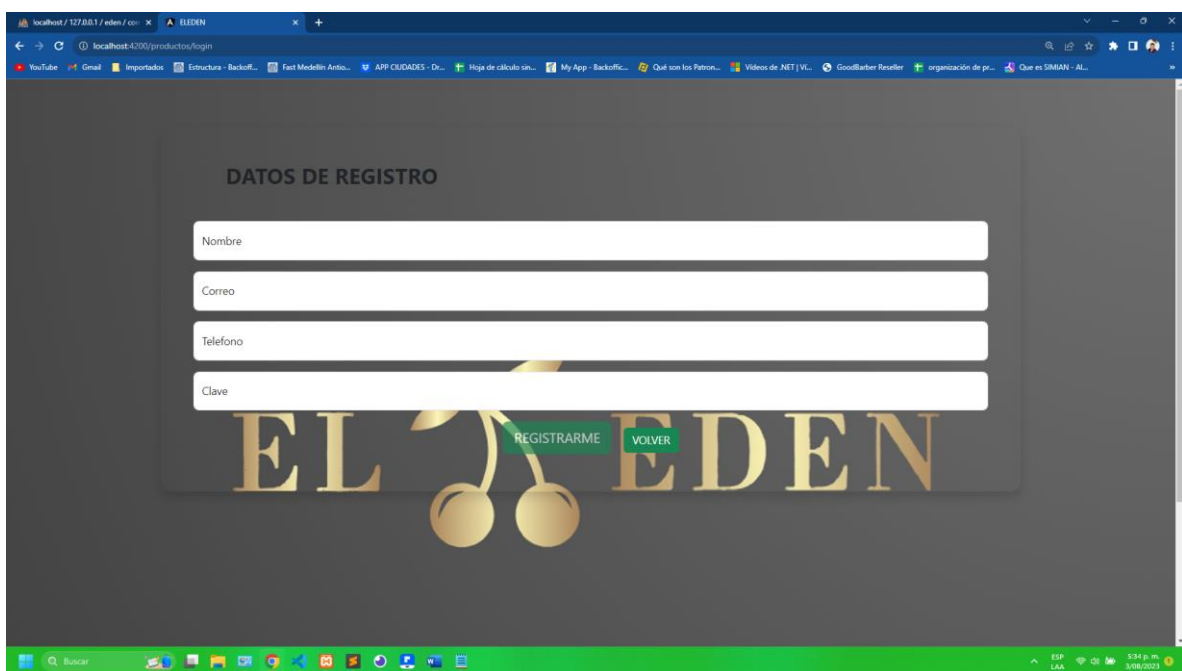 localhost / 127.0.0.1 / eden / con
ELEDEN
localhost:4200/productos/login
YouTube
Gmail
Importados
Estructura - Backoff...
Fast Medellin Antio...
APP CIUDADES - Dr...
Hoja de cálculo sin...
My App - Backoffic...
Qué son los Patron...
Vídeos de .NET | Vi...
GoodBarber Reseller
organización de pr...
Que es SIMIAN - Al...
DATOS DE REGISTRO
Nombre
Correo
Telefono
Clave
REGISTRARME
VOLVER
EL EDEN
Buscar
ESP
LAA
5:34 p. m.
3/08/2023